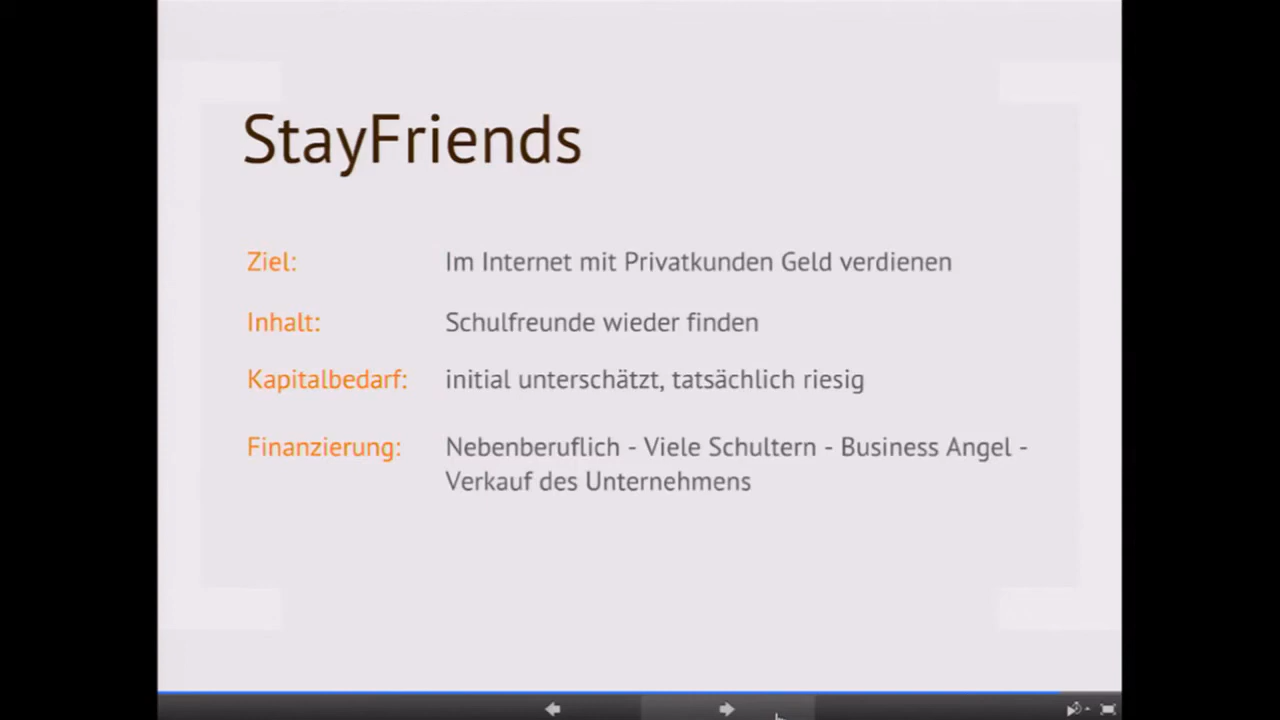 StayFriends
Ziel: Im Internet mit Privatkunden Geld verdienen
Inhalt: Schulfreunde wieder finden
Kapitalbedarf: initial unterschätzt, tatsächlich riesig
Finanzierung: Nebenberuflich - Viele Schultern - Business Angel -
Verkauf des Unternehmens